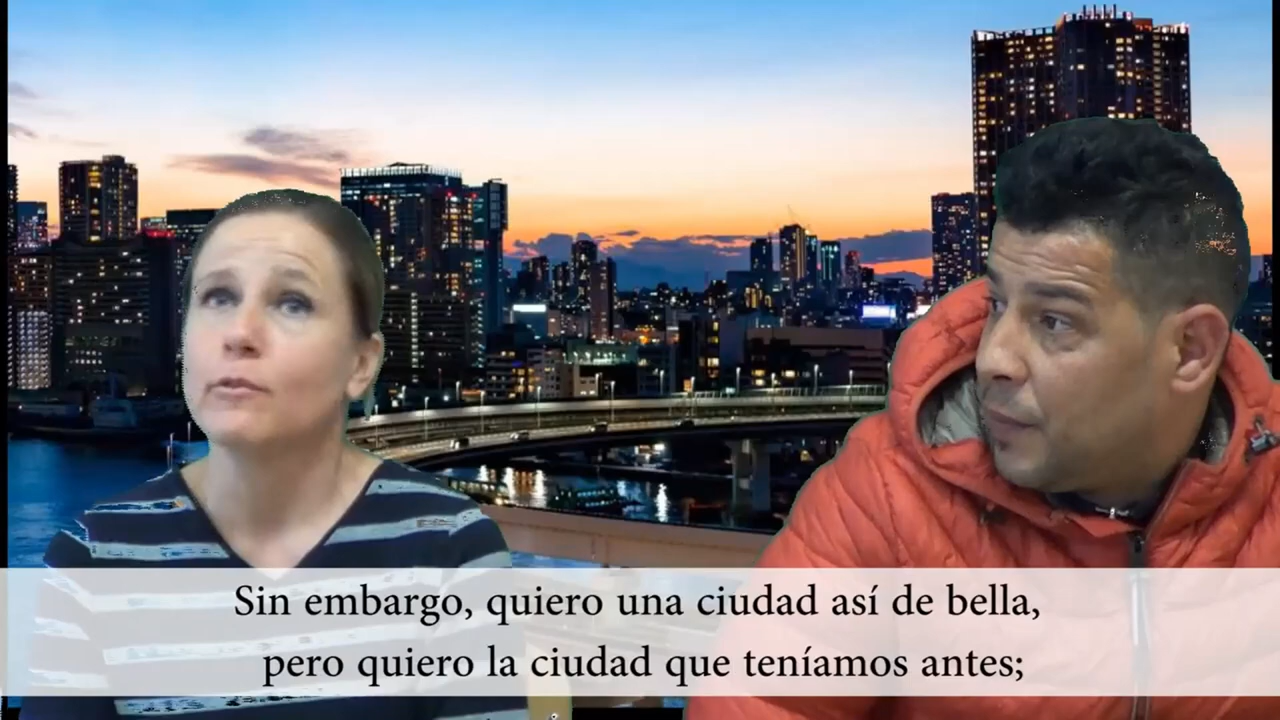 Sin embargo, quiero una ciudad así de bella,
pero quiero la ciudad que teníamos antes;